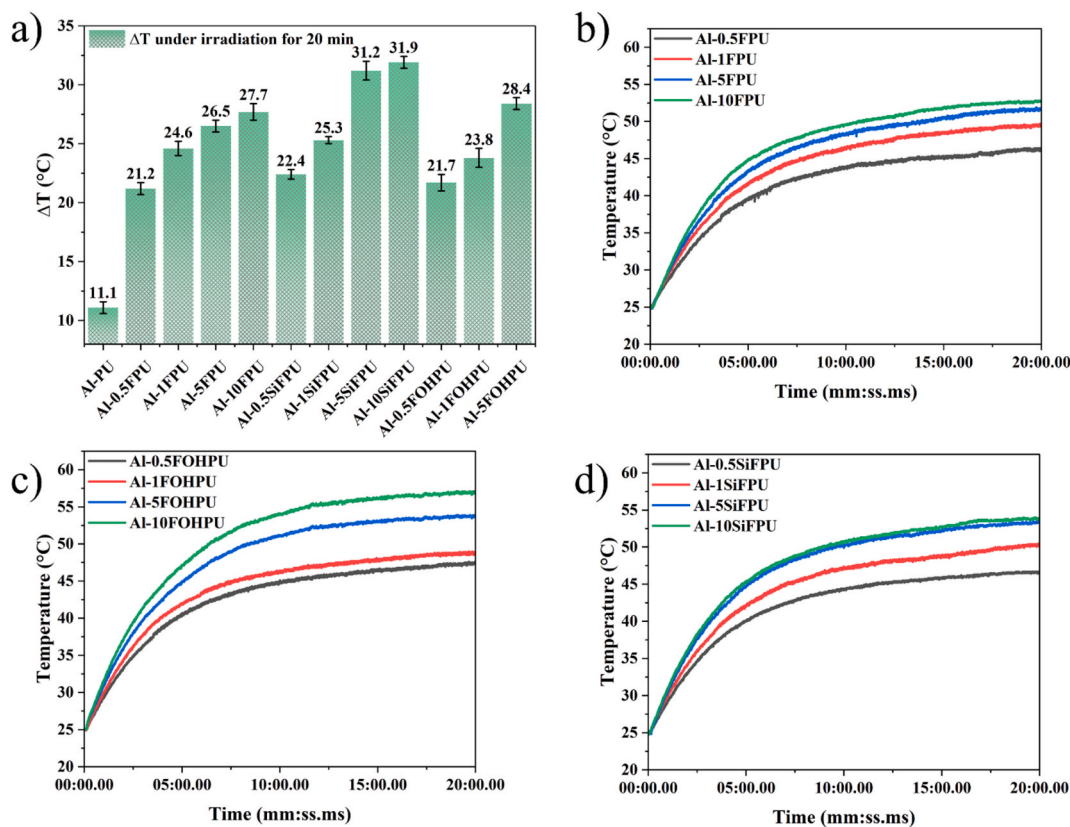 a)
ΔT under irradiation for 20 min
ΔT (°C)
35
30
25
20
15
10
11.1
21.2
24.6
26.5
27.7
22.4
25.3
31.2
31.9
21.7
23.8
28.4
Al-PU
Al-0.5FPU
Al-1FPU
Al-5FPU
Al-10FPU
Al-0.5SiFPU
Al-1SiFPU
Al-5SiFPU
Al-10SiFPU
Al-0.5FOHPU
Al-1FOHPU
Al-5FOHPU
b)
Al-0.5FPU
Al-1FPU
Al-5FPU
Al-10FPU
Temperature (°C)
60
55
50
45
40
35
30
25
20
00:00.00 05:00.00 10:00.00 15:00.00 20:00.00
Time (mm:ss.ms)
c)
Al-0.5FOHPU
Al-1FOHPU
Al-5FOHPU
Al-10FOHPU
Temperature (°C)
60
55
50
45
40
35
30
25
20
00:00.00 05:00.00 10:00.00 15:00.00 20:00.00
Time (mm:ss.ms)
d)
Al-0.5SiFPU
Al-1SiFPU
Al-5SiFPU
Al-10SiFPU
Temperature (°C)
60
55
50
45
40
35
30
25
20
00:00.00 05:00.00 10:00.00 15:00.00 20:00.00
Time (mm:ss.ms)